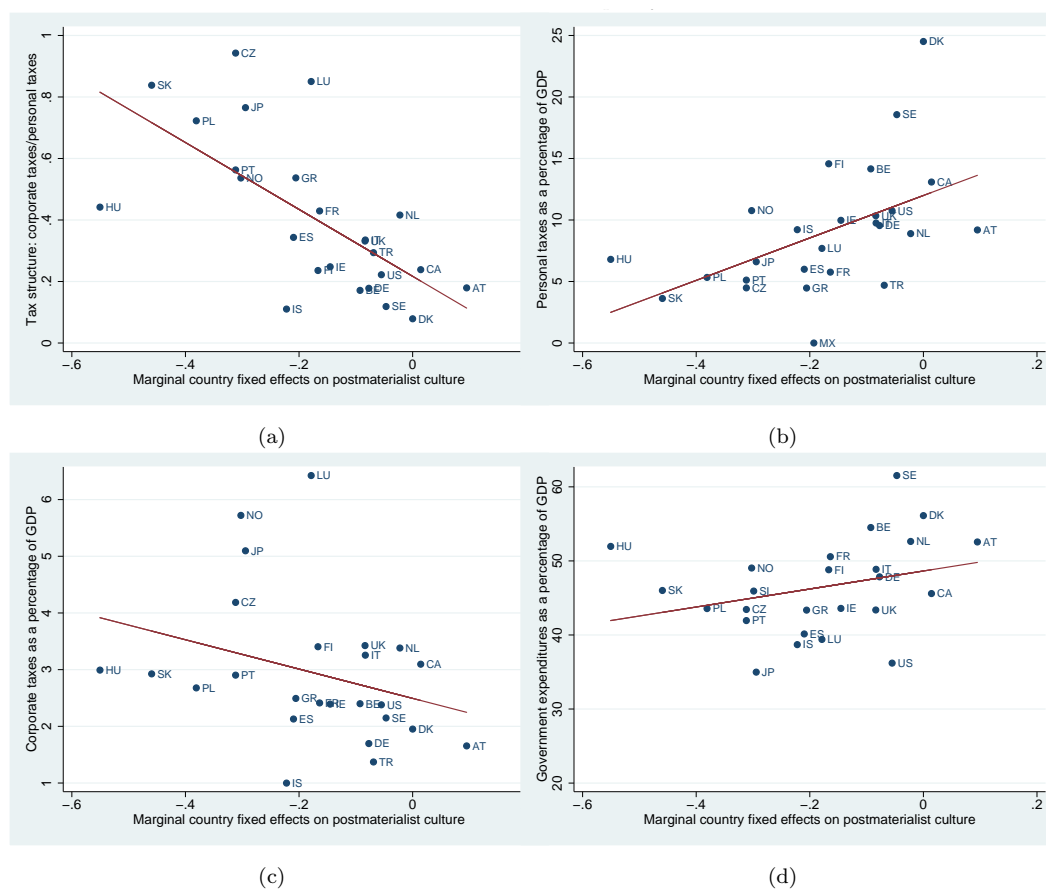 Tax structure: corporate taxes/personal taxes
1
.8
.6
.4
.2
0
CZ
LU
SK
JP
PL
PT
NO
GR
HU
FR
NL
ES
IT
UK
TR
IE
FI
CA
US
BE
DE
AT
IS
SE
DK
−.6 −.4 −.2 0
Marginal country fixed effects on postmaterialist culture
(a)
Personal taxes as a percentage of GDP
25
20
15
10
5
0
DK
SE
FI
BE
CA
NO
US
UK
IE
IT
DE
IS
NL
AT
LU
HU
JP
ES
FR
PL
PT
CZ
GR
TR
SK
MX
−.6 −.4 −.2 0 .2
Marginal country fixed effects on postmaterialist culture
(b)
Corporate taxes as a percentage of GDP
6
5
4
3
2
1
LU
NO
JP
CZ
FI
UK
NL
IT
CA
HU
SK
PT
PL
GR
FR
IE
BE
US
ES
SE
DK
DE
AT
TR
IS
−.6 −.4 −.2 0
Marginal country fixed effects on postmaterialist culture
(c)
Government expenditures as a percentage of GDP
60
50
40
30
20
SE
DK
BE
NL
AT
HU
FR
NO
FI
IT
DE
SK
SI
CA
PL
CZ
GR
IE
UK
PT
ES
LU
IS
US
JP
−.6 −.4 −.2 0 .2
Marginal country fixed effects on postmaterialist culture
(d)